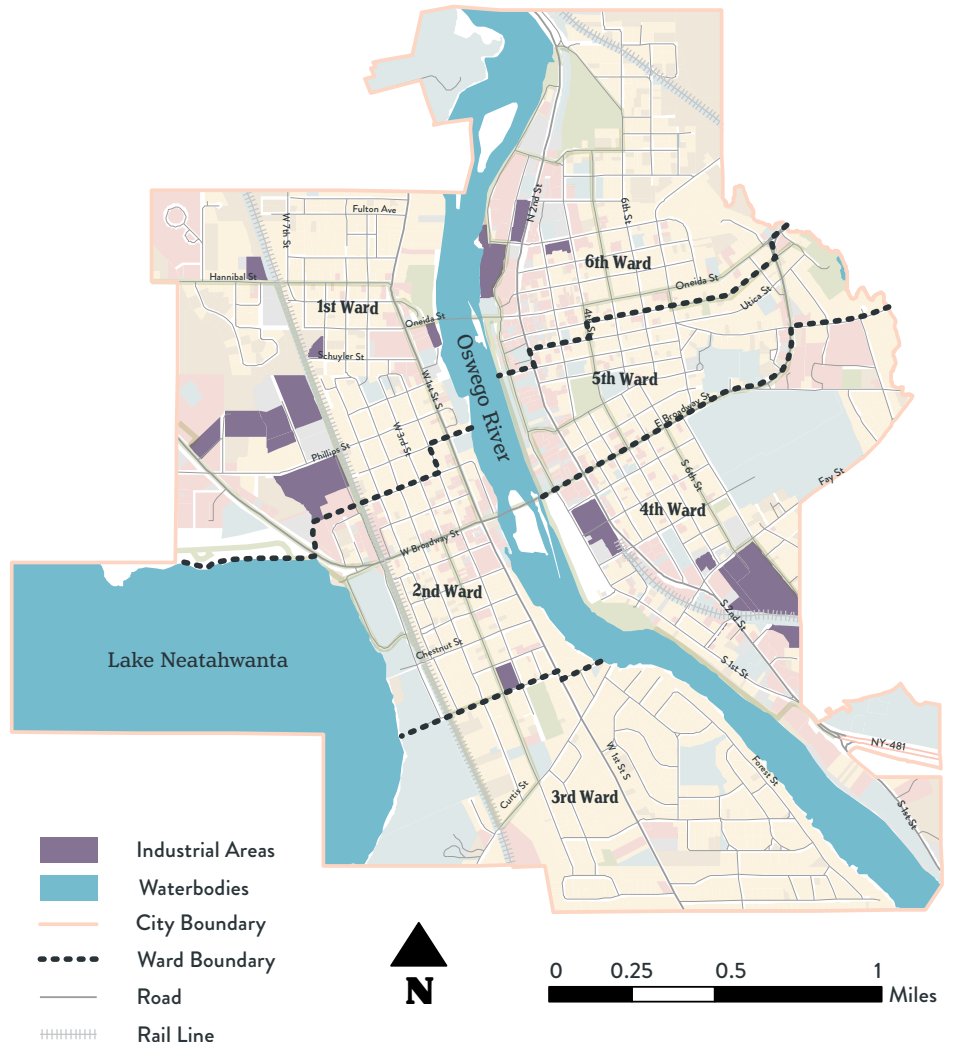 N 2nd St
6th St
W 7th St
Fulton Ave
6th Ward
Hannibal St
Oneida St
Utica St
1st Ward
Oneida St
4th St
Schuyler St
Oswego River
5th Ward
W 1st St S
E Broadway St
W 3rd St
Phillips St
S 6th St
Fay St
4th Ward
W Broadway St
2nd Ward
S 2nd St
Chestnut St
Lake Neatahwanta
S 1st St
NY-481
W 1st St S
Forest St
Curtis St
3rd Ward
S 1st St
Industrial Areas
Waterbodies
City Boundary
Ward Boundary
Road
Rail Line
N
0 0.25 0.5 1
Miles